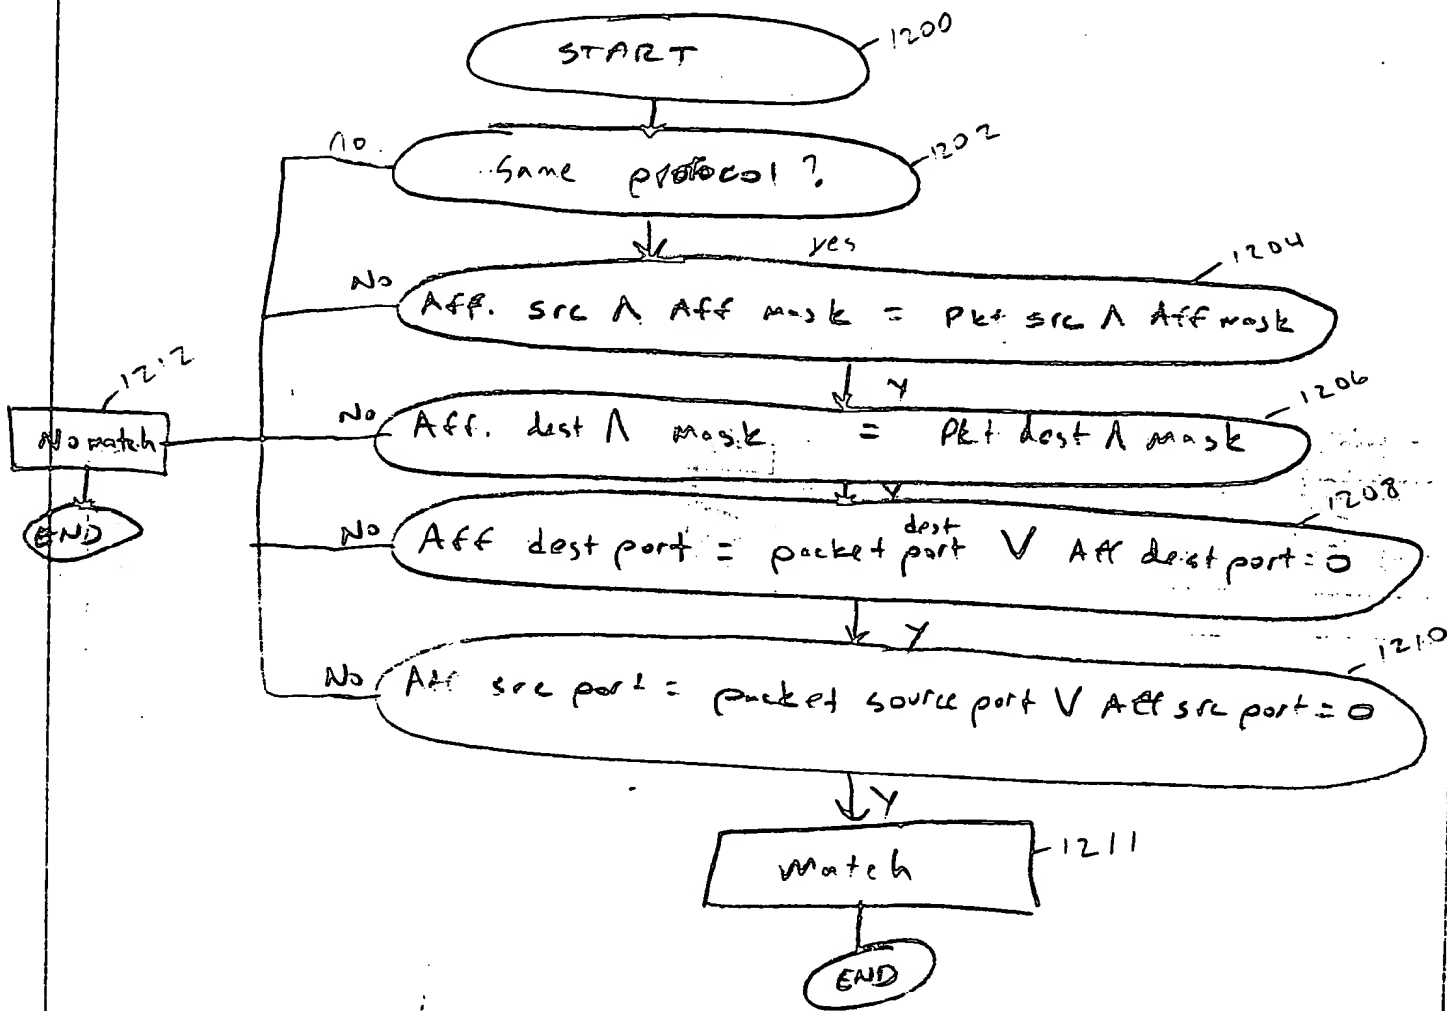 START
1200
no
Same protocol?
1202
yes
1204
No
Aff. src Λ Aff mask = Pkt src Λ Aff mask
1212
Y
1206
No match
No
Aff. dest Λ mask = Pkt dest Λ mask
Y
1208
END
No
Aff dest port = packet dest port V Aff dest port = 0
Y
1210
No
Aff src port = packet source port V Aff src port = 0
Y
Match
1211
END